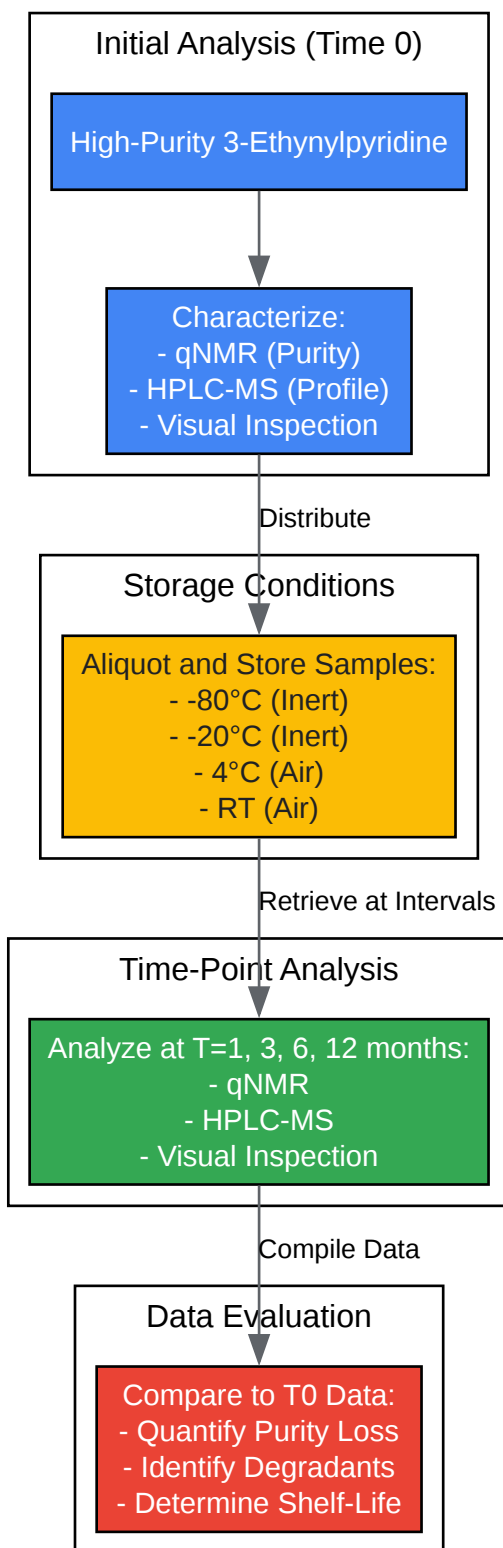 Initial Analysis (Time 0)
High-Purity 3-Ethynylpyridine
Characterize:
- qNMR (Purity)
- HPLC-MS (Profile)
- Visual Inspection
Distribute
Storage Conditions
Aliquot and Store Samples:
- -80°C (Inert)
- -20°C (Inert)
- 4°C (Air)
- RT (Air)
Retrieve at Intervals
Time-Point Analysis
Analyze at T=1, 3, 6, 12 months:
- qNMR
- HPLC-MS
- Visual Inspection
Compile Data
Data Evaluation
Compare to T0 Data:
- Quantify Purity Loss
- Identify Degradants
- Determine Shelf-Life